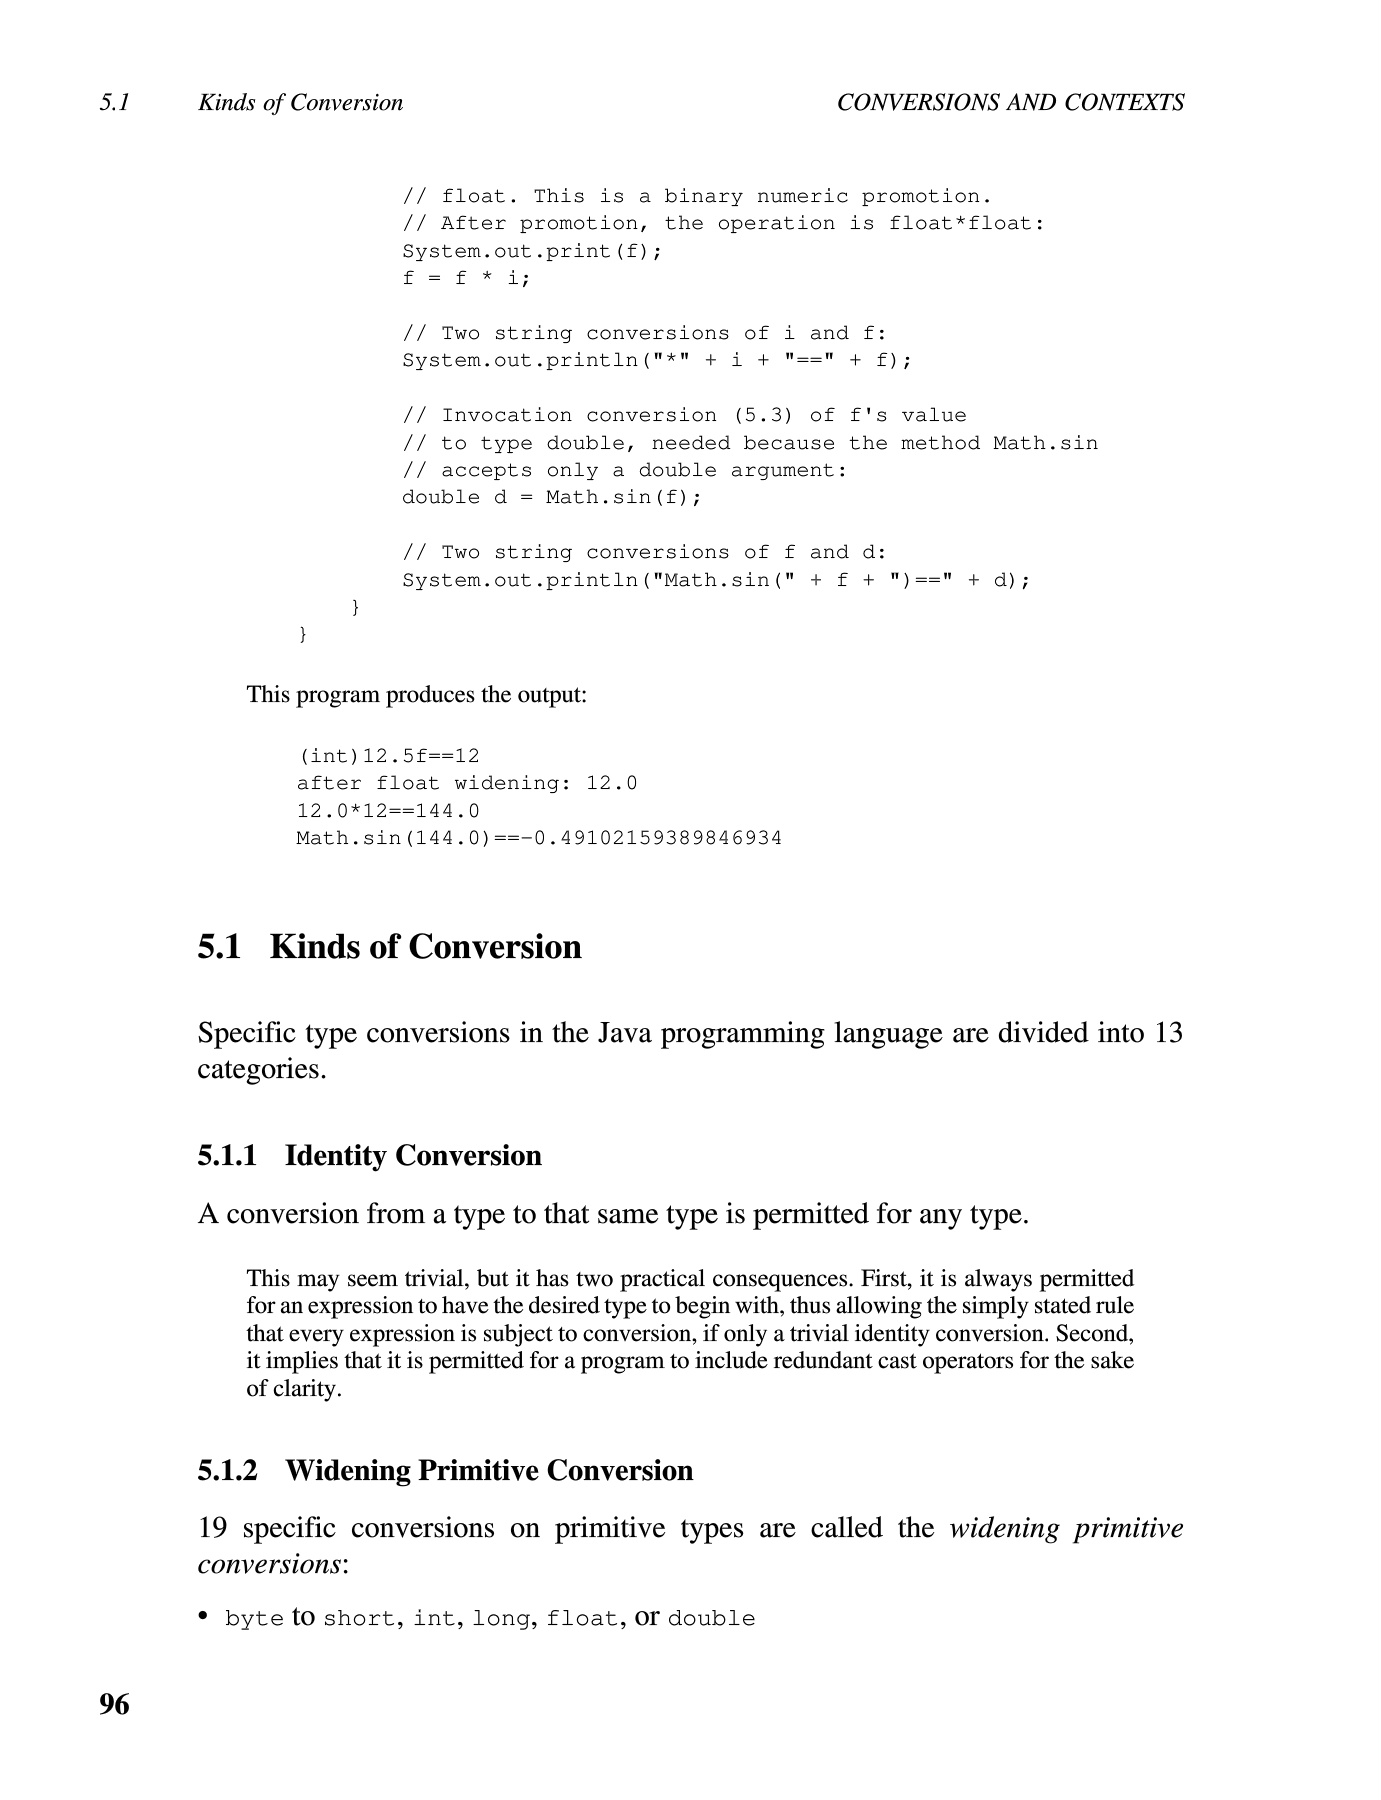 5.1 Kinds of Conversion CONVERSIONS AND CONTEXTS
// float. This is a binary numeric promotion.
// After promotion, the operation is float*float:
System.out.print(f);
f = f * i;
// Two string conversions of i and f:
System.out.println("*" + i + "==" + f);
// Invocation conversion (5.3) of f's value
// to type double, needed because the method Math.sin
// accepts only a double argument:
double d = Math.sin(f);
// Two string conversions of f and d:
System.out.println("Math.sin(" + f + ")==" + d);
}
}
This program produces the output:
(int)12.5f==12
after float widening: 12.0
12.0*12==144.0
Math.sin(144.0)==-0.49102159389846934
5.1 Kinds of Conversion
Specific type conversions in the Java programming language are divided into 13
categories.
5.1.1 Identity Conversion
A conversion from a type to that same type is permitted for any type.
This may seem trivial, but it has two practical consequences. First, it is always permitted
for an expression to have the desired type to begin with, thus allowing the simply stated rule
that every expression is subject to conversion, if only a trivial identity conversion. Second,
it implies that it is permitted for a program to include redundant cast operators for the sake
of clarity.
5.1.2 Widening Primitive Conversion
19 specific conversions on primitive types are called the widening primitive
conversions:
• byte to short, int, long, float, or double
96